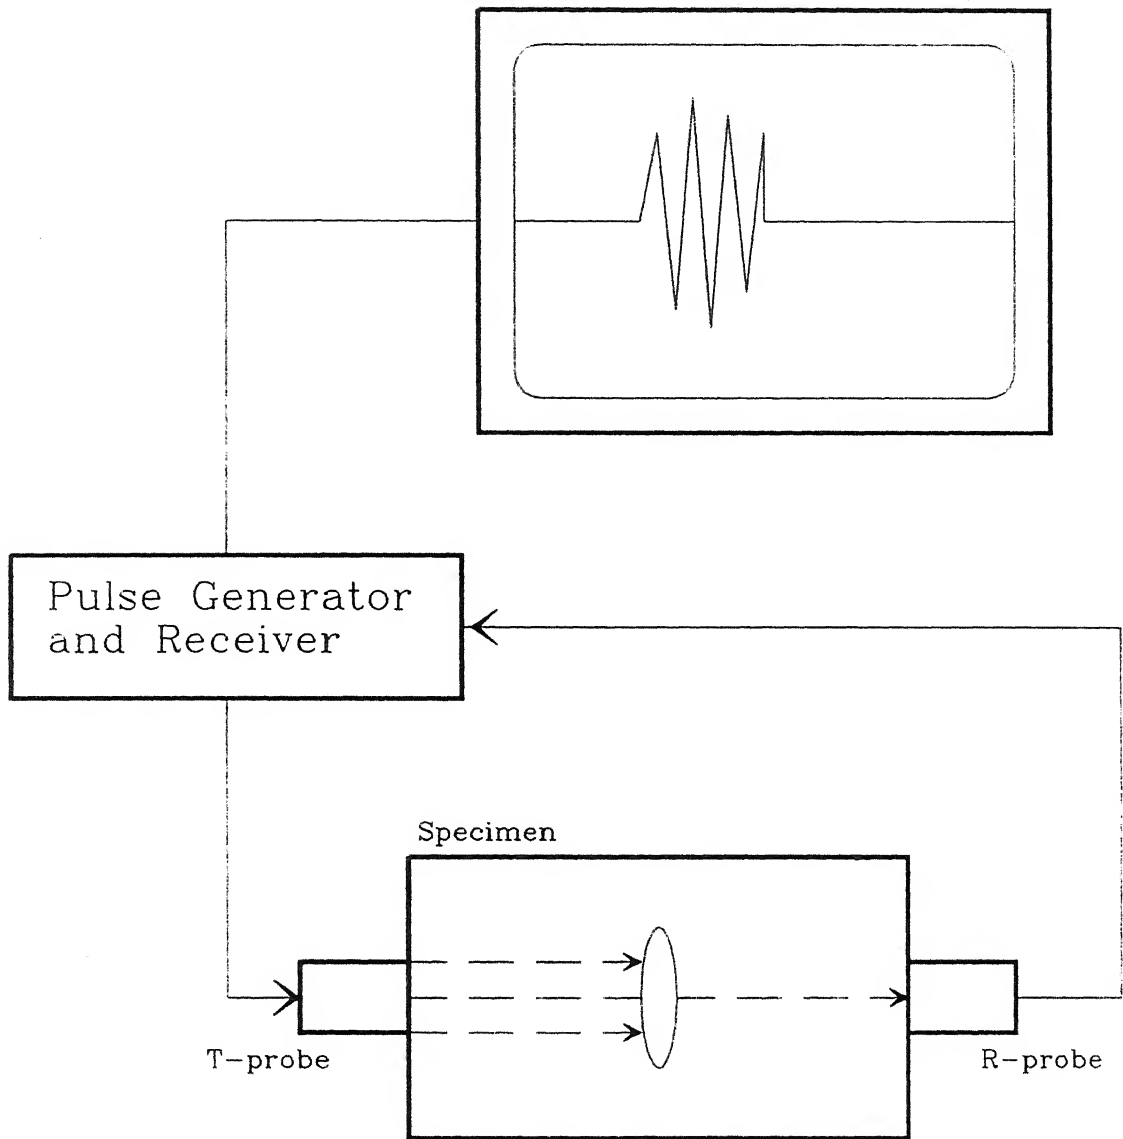 Pulse Generator
and Receiver
Specimen
T-probe
R-probe